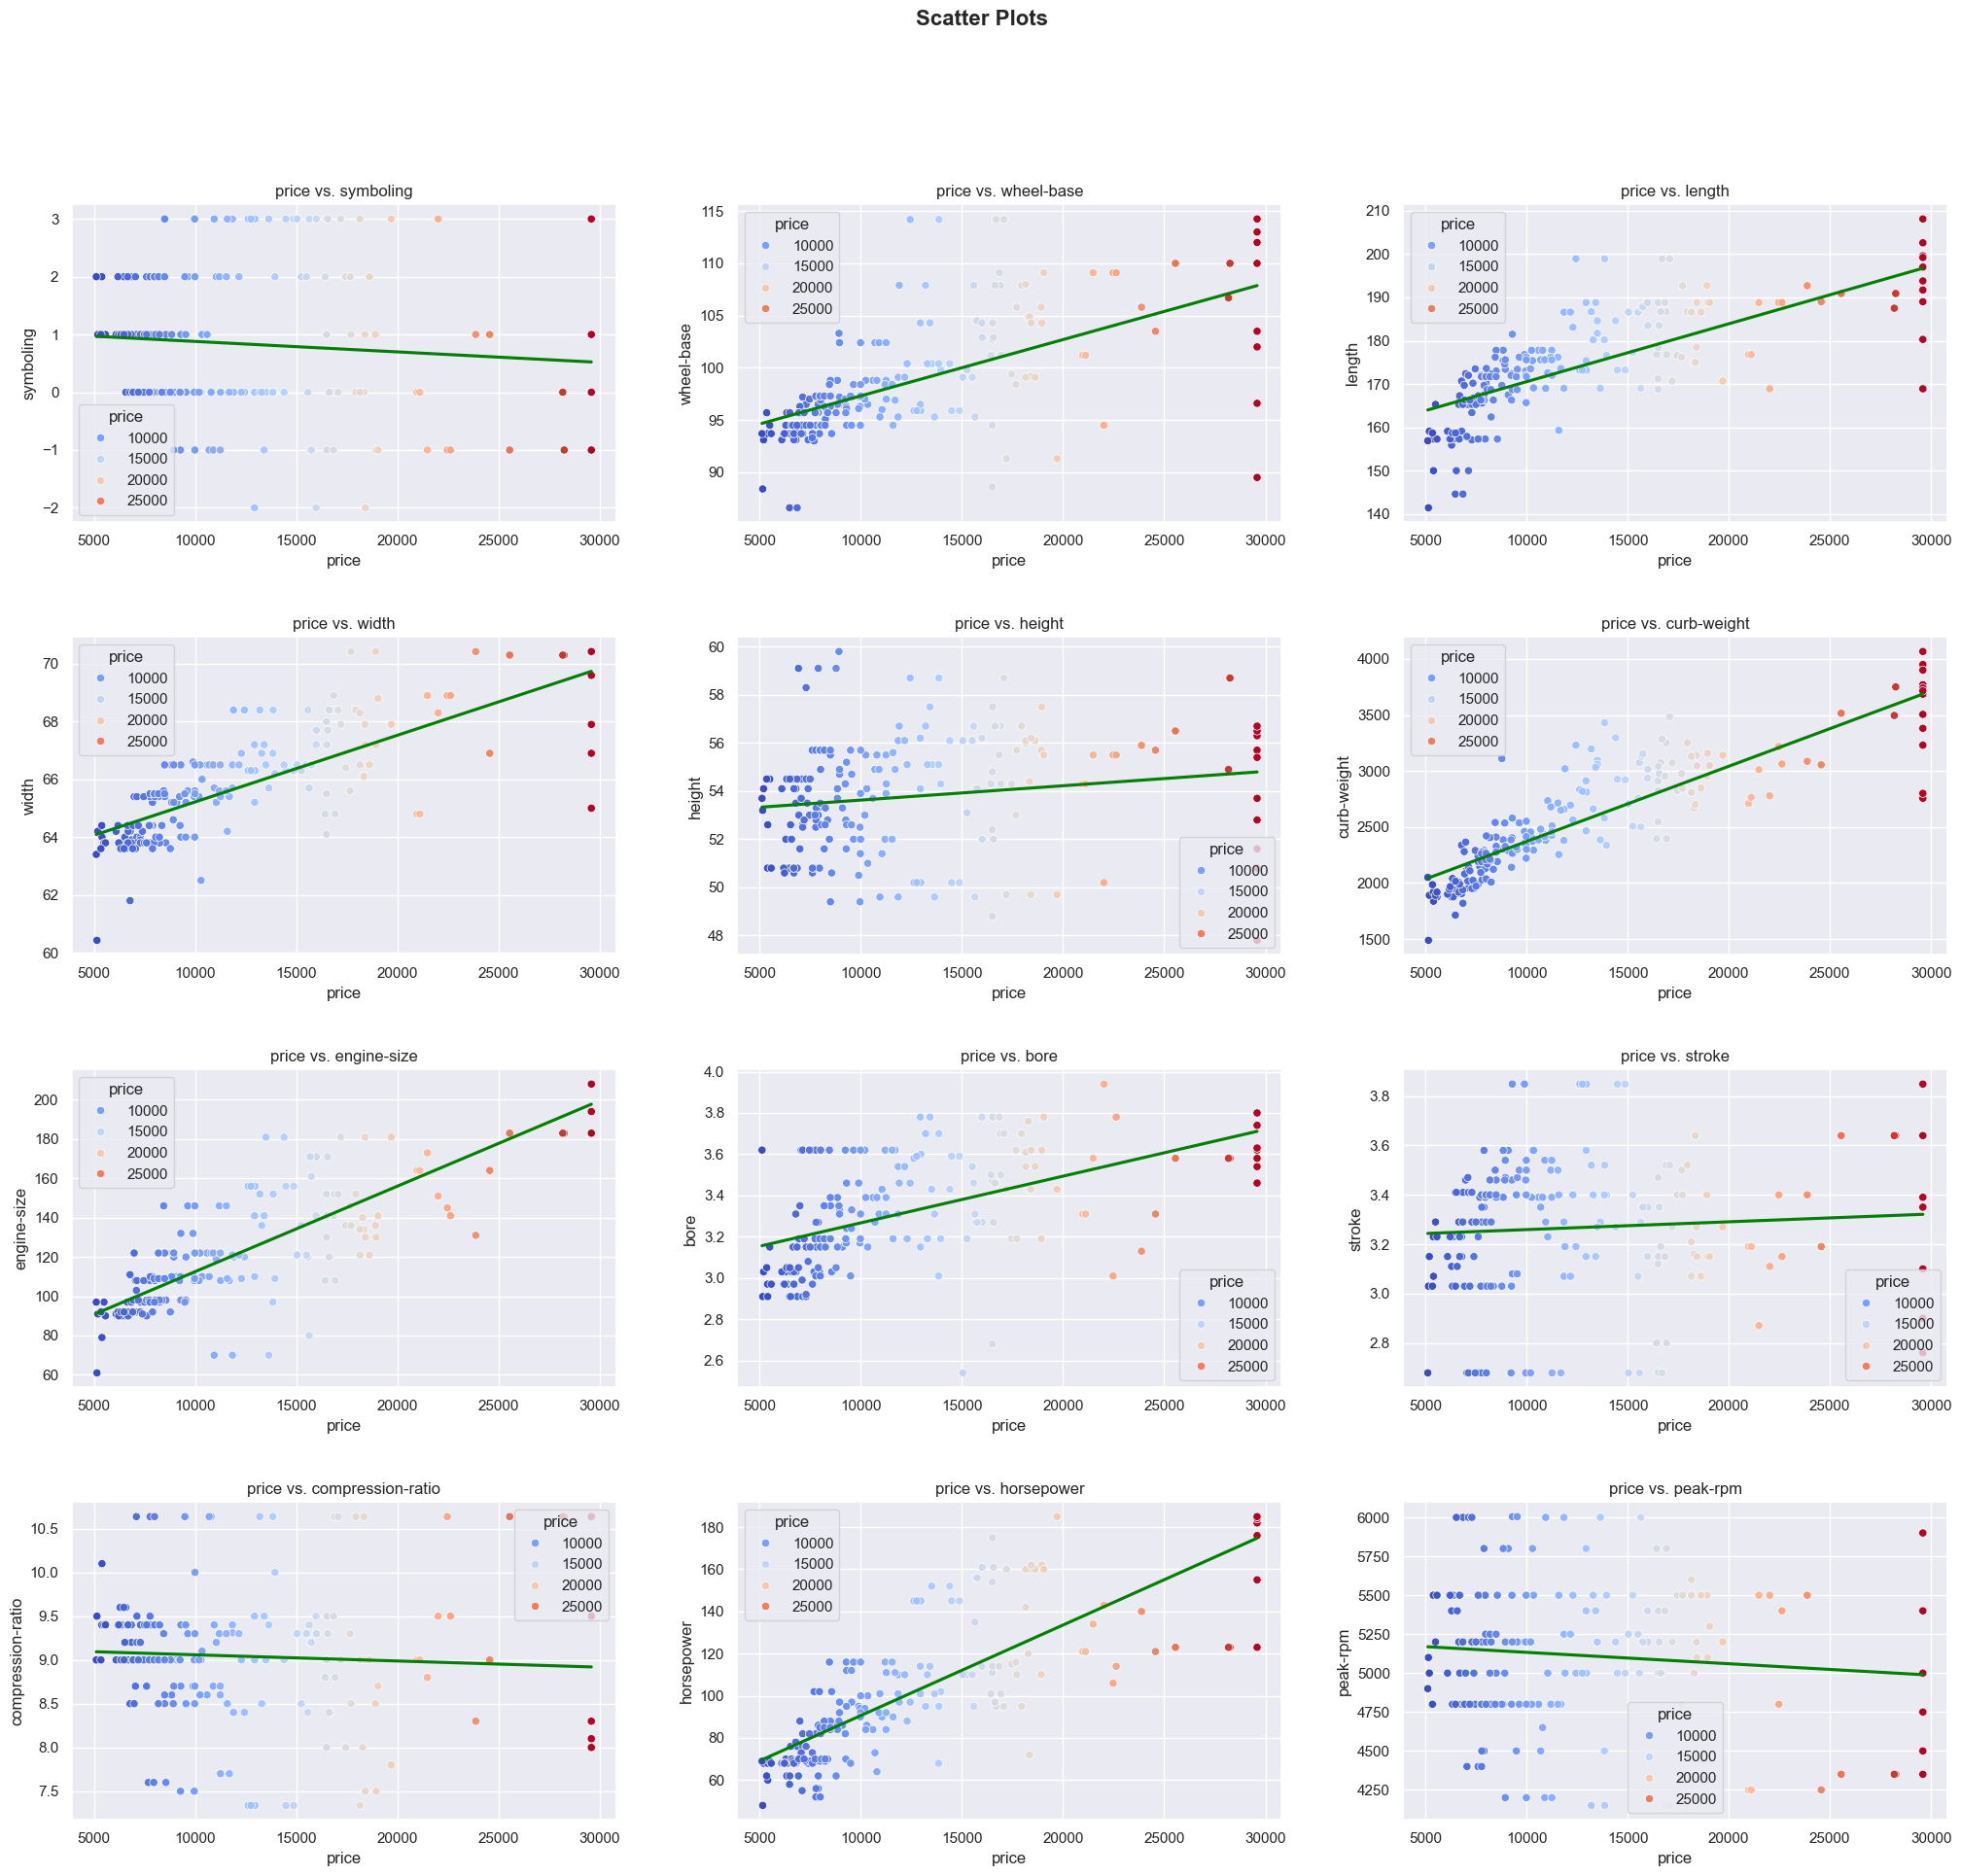 Scatter Plots
price vs. symboling
3
2
1
0
−1
−2
symboling
price
10000
15000
20000
25000
5000 10000 15000 20000 25000 30000
price
price vs. wheel-base
115
110
105
100
95
90
wheel-base
price
10000
15000
20000
25000
5000 10000 15000 20000 25000 30000
price
price vs. length
210
200
190
180
170
160
150
140
length
price
10000
15000
20000
25000
5000 10000 15000 20000 25000 30000
price
price vs. width
70
68
66
64
62
60
width
price
10000
15000
20000
25000
5000 10000 15000 20000 25000 30000
price
price vs. height
60
58
56
54
52
50
48
height
price
10000
15000
20000
25000
5000 10000 15000 20000 25000 30000
price
price vs. curb-weight
4000
3500
3000
2500
2000
1500
curb-weight
price
10000
15000
20000
25000
5000 10000 15000 20000 25000 30000
price
price vs. engine-size
200
180
160
140
120
100
80
60
engine-size
price
10000
15000
20000
25000
5000 10000 15000 20000 25000 30000
price
price vs. bore
4.0
3.8
3.6
3.4
3.2
3.0
2.8
2.6
bore
price
10000
15000
20000
25000
5000 10000 15000 20000 25000 30000
price
price vs. stroke
3.8
3.6
3.4
3.2
3.0
2.8
stroke
price
10000
15000
20000
25000
5000 10000 15000 20000 25000 30000
price
price vs. compression-ratio
10.5
10.0
9.5
9.0
8.5
8.0
7.5
compression-ratio
price
10000
15000
20000
25000
5000 10000 15000 20000 25000 30000
price
price vs. horsepower
180
160
140
120
100
80
60
horsepower
price
10000
15000
20000
25000
5000 10000 15000 20000 25000 30000
price
price vs. peak-rpm
6000
5750
5500
5250
5000
4750
4500
4250
peak-rpm
price
10000
15000
20000
25000
5000 10000 15000 20000 25000 30000
price